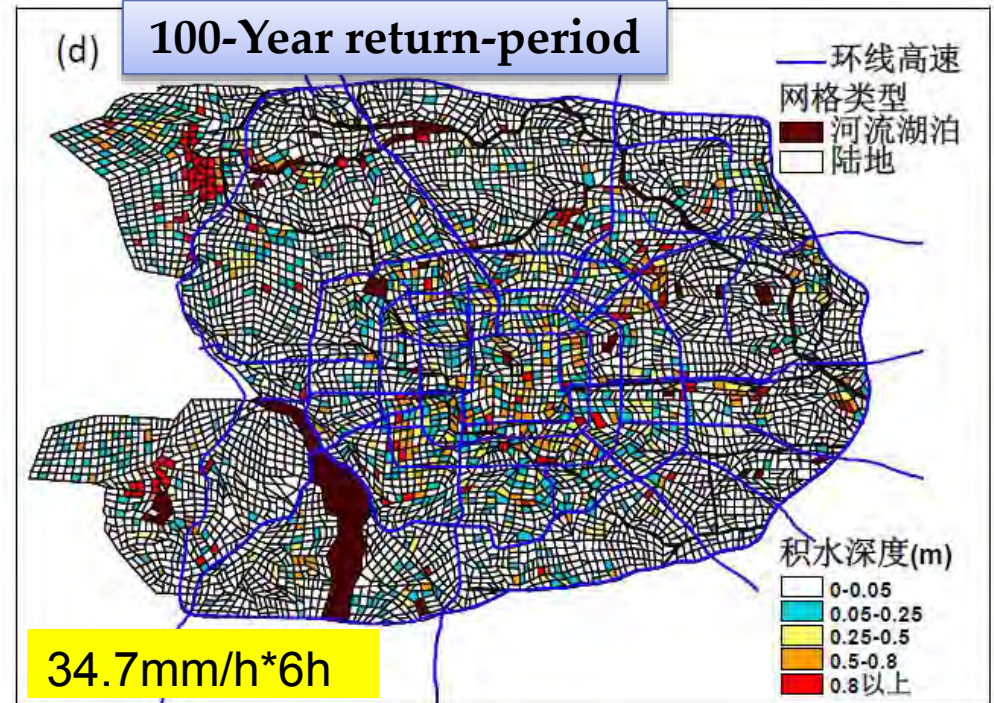 100-Year return-period
(d)
环线高速
网格类型
河流湖泊
陆地
积水深度(m)
0-0.05
0.05-0.25
0.25-0.5
0.5-0.8
0.8以上
34.7mm/h*6h